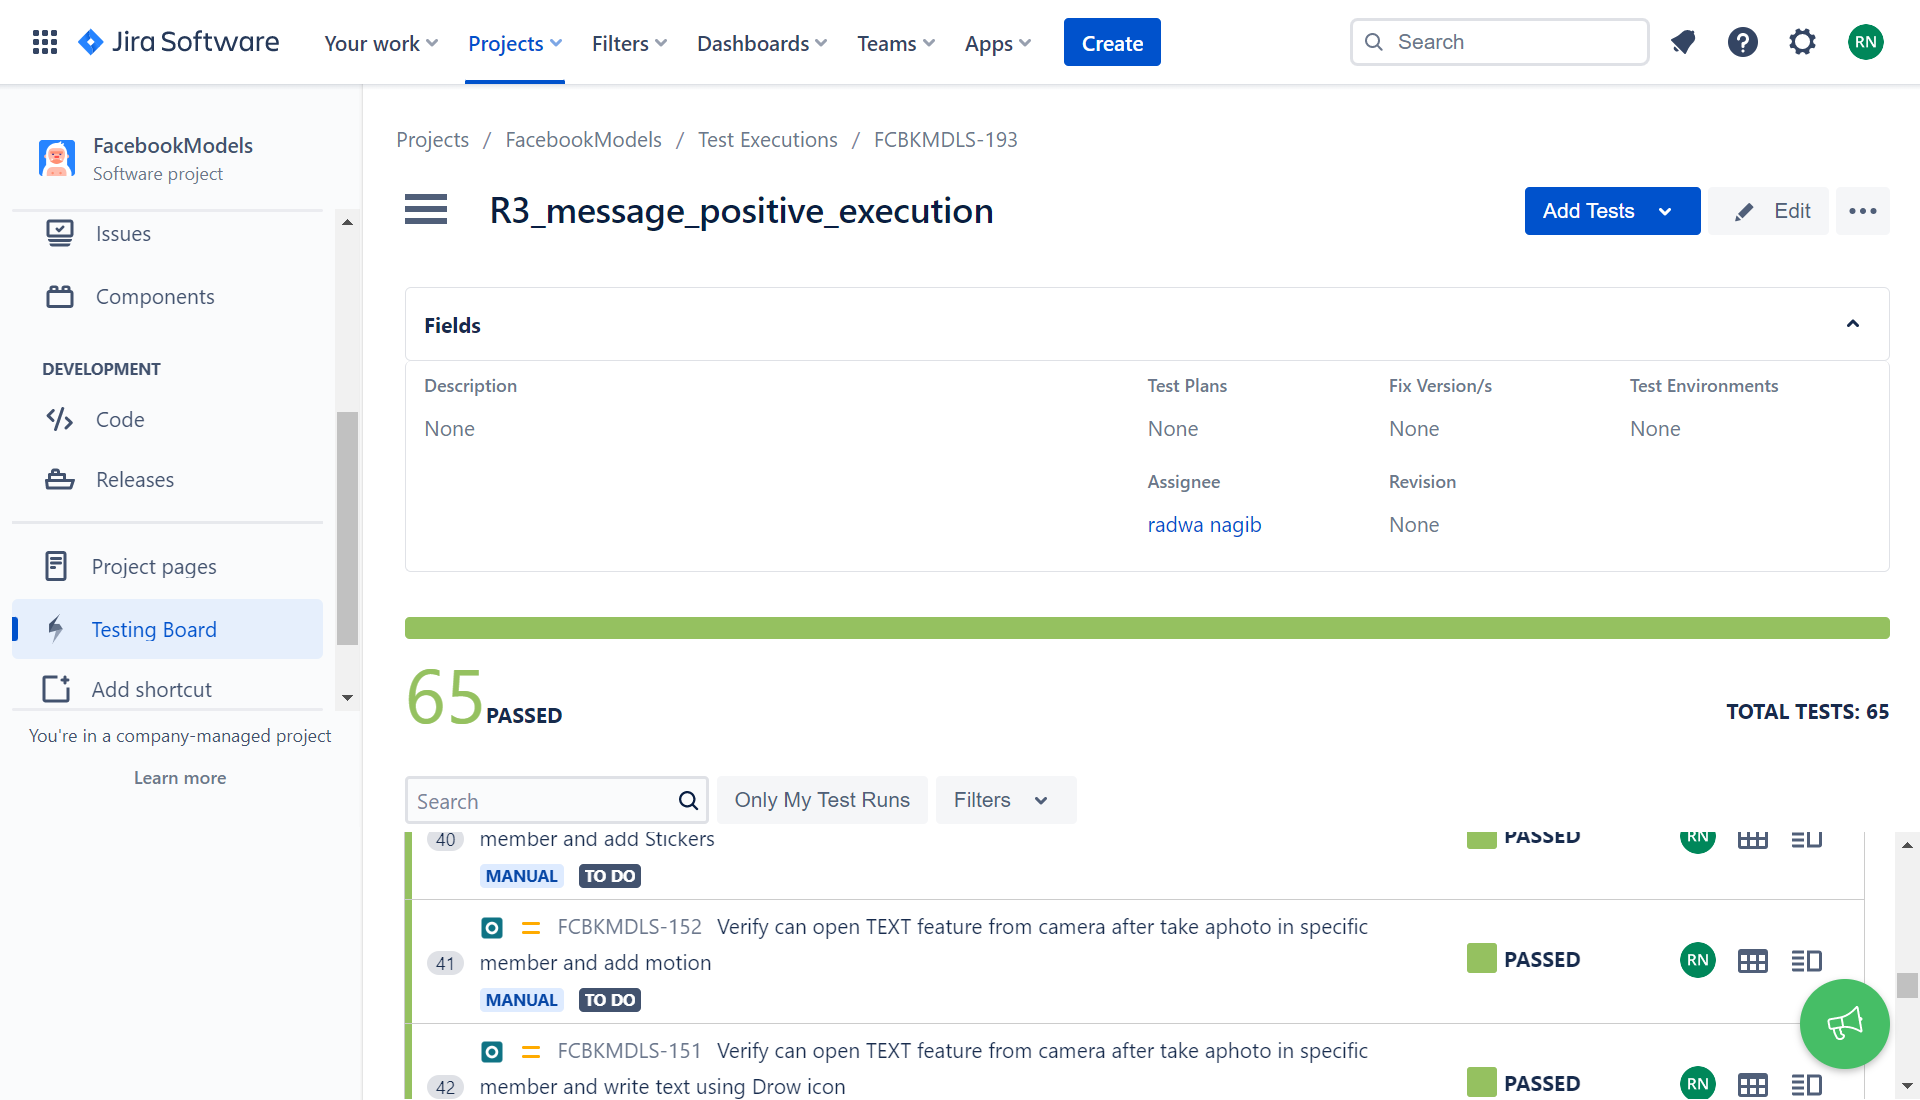 Jira Software
Your work
Projects
Filters
Dashboards
Teams
Apps
Create
Search
RN
FacebookModels
Software project
Issues
Components
DEVELOPMENT
Code
Releases
Project pages
Testing Board
Add shortcut
You're in a company-managed project
Learn more
Projects / FacebookModels / Test Executions / FCBKMDLS-193
R3_message_positive_execution
Add Tests
Edit
Fields
Description
None
Test Plans
None
Fix Version/s
None
Test Environments
None
Assignee
radwa nagib
Revision
None
65 PASSED
TOTAL TESTS: 65
Search
Only My Test Runs
Filters
40 member and add Stickers PASSED RN
MANUAL TO DO
FCBKMDLS-152 Verify can open TEXT feature from camera after take aphoto in specific
41 member and add motion PASSED RN
MANUAL TO DO
FCBKMDLS-151 Verify can open TEXT feature from camera after take aphoto in specific
42 member and write text using Drow icon PASSED RN